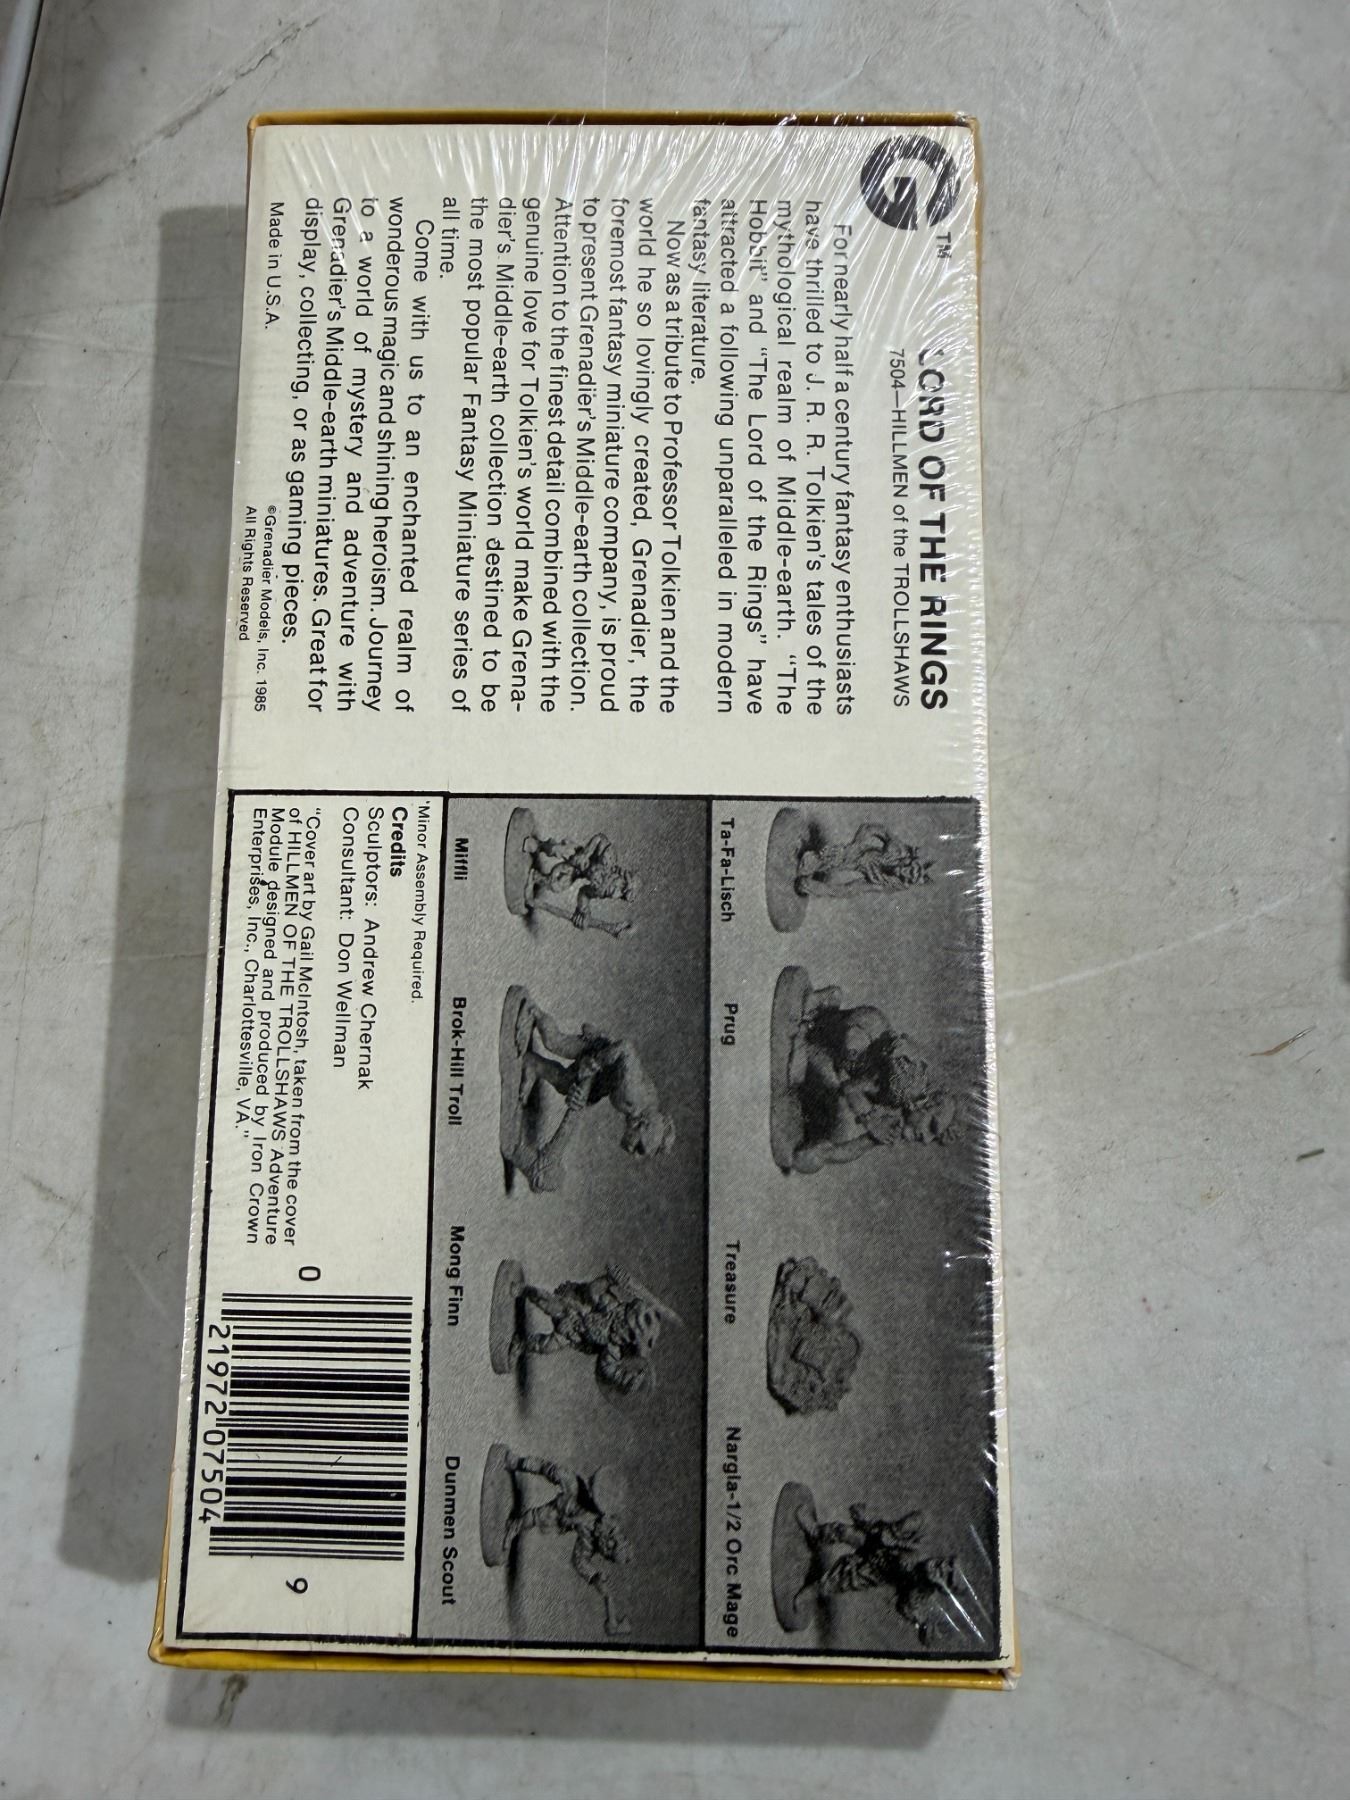 TM
LORD OF THE RINGS
7504—HILLMEN of the TROLLSHAWS
For nearly half a century fantasy enthusiasts
have thrilled to J. R. R. Tolkien's tales of the
mythological realm of Middle-earth. "The
Hobbit" and "The Lord of the Rings" have
attracted a following unparalleled in modern
fantasy literature.
Now as a tribute to Professor Tolkien and the
world he so lovingly created, Grenadier, the
foremost fantasy miniature company, is proud
to present Grenadier's Middle-earth collection.
Attention to the finest detail combined with the
genuine love for Tolkien's world make Grena-
dier's Middle-earth collection destined to be
the most popular Fantasy Miniature series of
all time.
Come with us to an enchanted realm of
wonderous magic and shining heroism. Journey
to a world of mystery and adventure with
Grenadier's Middle-earth miniatures. Great for
display, collecting, or as gaming pieces.
Made in U.S.A.
©Grenadier Models, Inc. 1985
All Rights Reserved
Ta-Fa-Lisch
Prug
Treasure
Nargla-1/2 Orc Mage
Miffli
Brok-Hill Troll
Mong Finn
Dunmen Scout
*Minor Assembly Required.
Credits
Sculptors: Andrew Chernak
Consultant: Don Wellman
"Cover art by Gail McIntosh, taken from the cover
of HILLMEN OF THE TROLLSHAWS Adventure
Module designed and produced by Iron Crown
Enterprises, Inc., Charlottesville, VA."
0 21972 07504 9